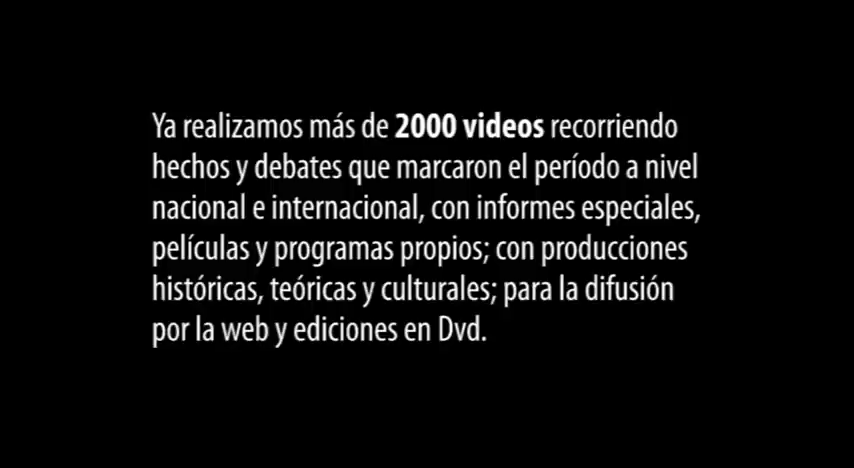 Ya realizamos más de 2000 videos recorriendo
hechos y debates que marcaron el período a nivel
nacional e internacional, con informes especiales,
películas y programas propios; con producciones
históricas, teóricas y culturales; para la difusión
por la web y ediciones en Dvd.